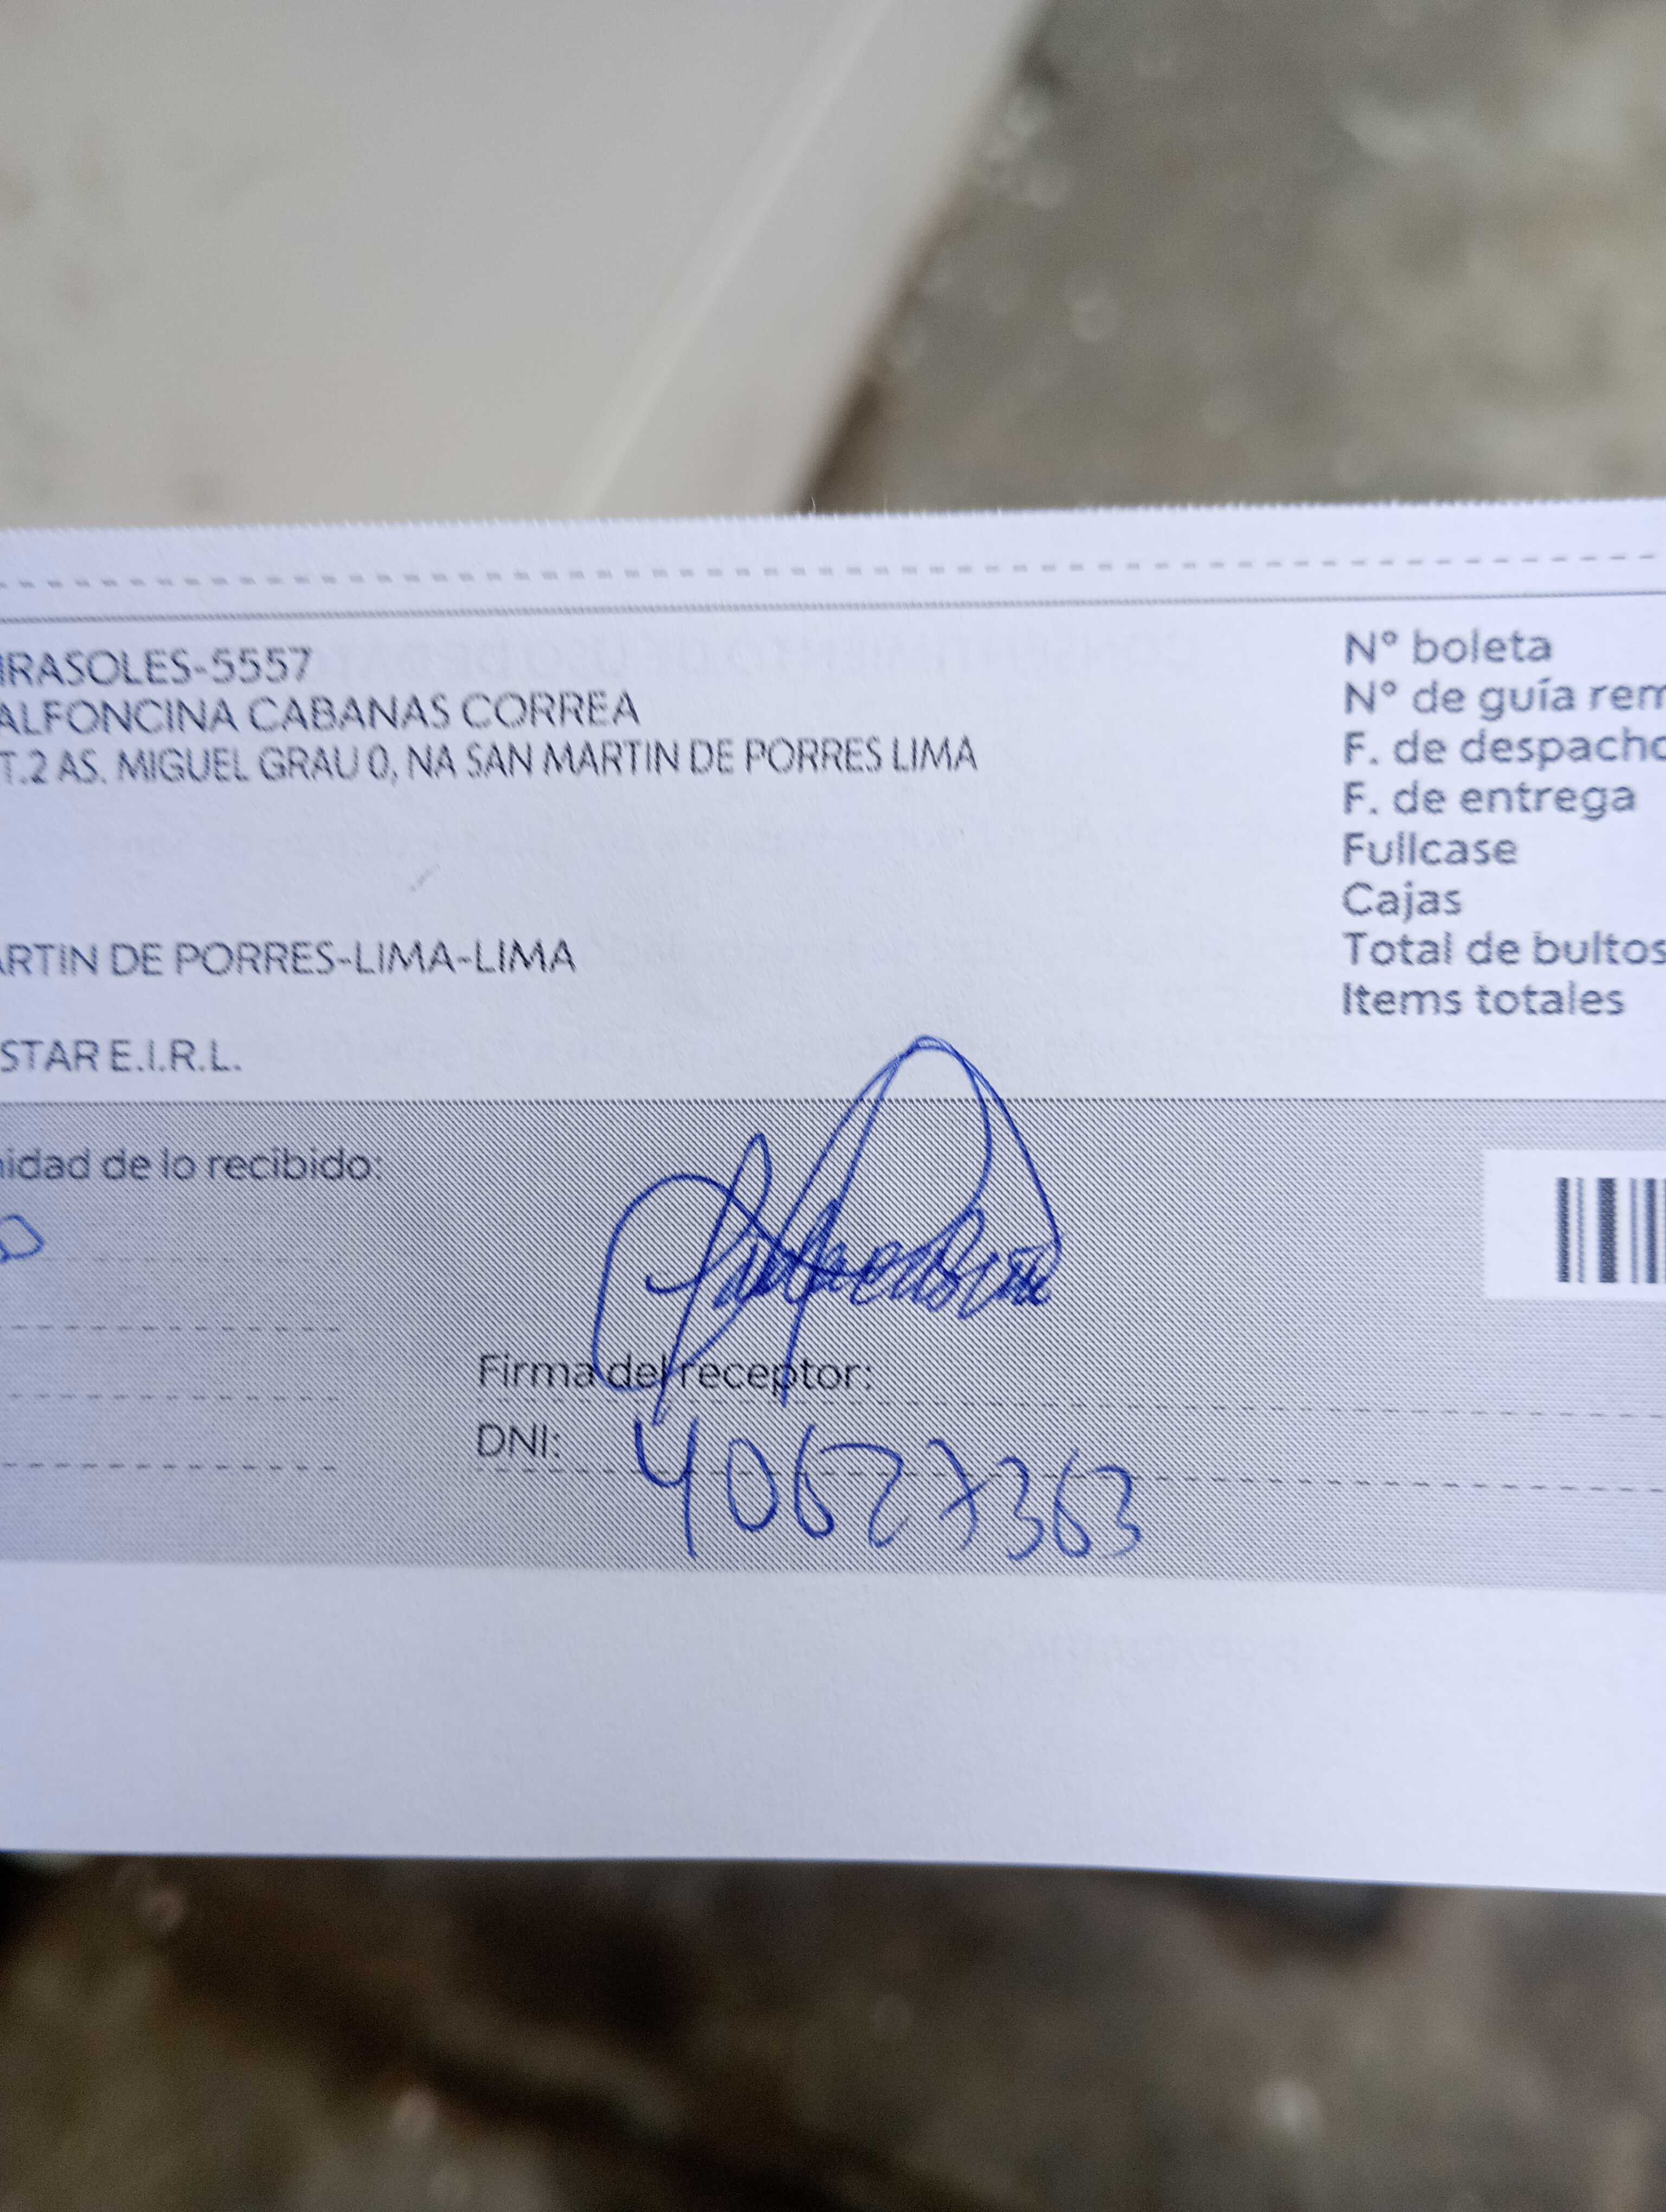 IRASOLES-5557
ALFONCINA CABANAS CORREA
T.2 AS. MIGUEL GRAU 0, NA SAN MARTIN DE PORRES LIMA
ARTIN DE PORRES-LIMA-LIMA
STAR E.I.R.L.
N° boleta
N° de guía rem
F. de despacho
F. de entrega
Fullcase
Cajas
Total de bultos
Items totales
nidad de lo recibido:
Firma del receptor:
DNI: 40627363